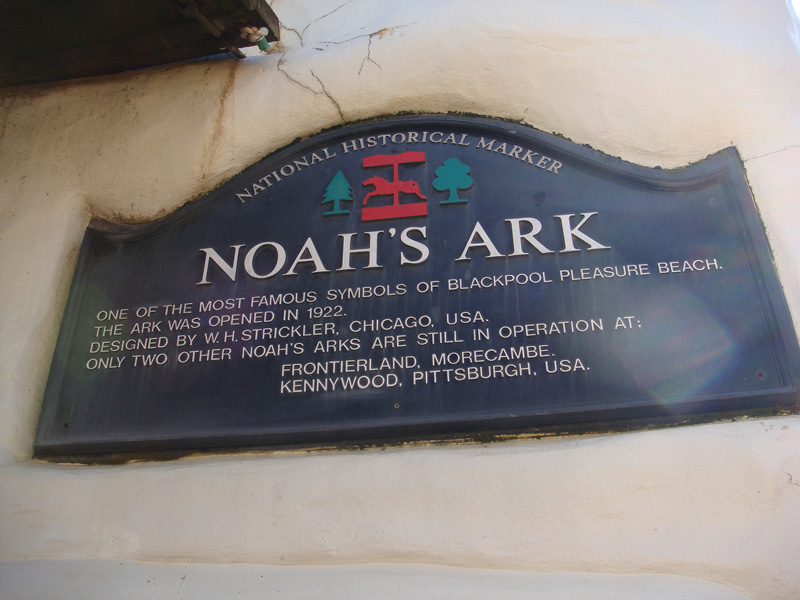 NATIONAL HISTORICAL MARKER
NOAH'S ARK
ONE OF THE MOST FAMOUS SYMBOLS OF BLACKPOOL PLEASURE BEACH.
THE ARK WAS OPENED IN 1922.
DESIGNED BY W.H. STRICKLER, CHICAGO, USA.
ONLY TWO OTHER NOAH'S ARKS ARE STILL IN OPERATION AT:
FRONTIERLAND, MORECAMBE.
KENNYWOOD, PITTSBURGH, USA.